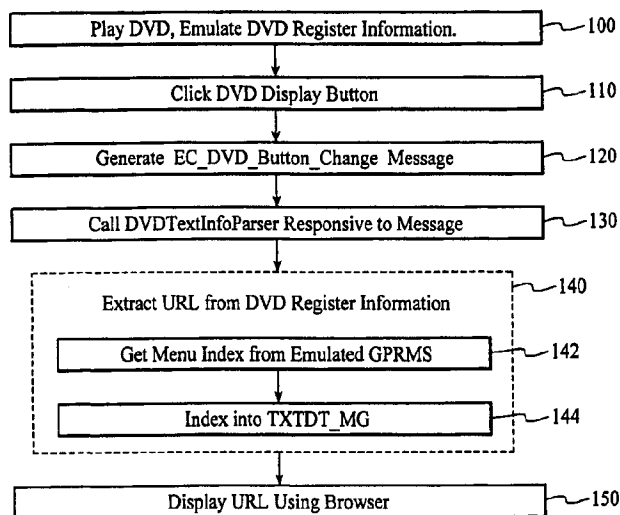 Play DVD, Emulate DVD Register Information.
100
Click DVD Display Button
110
Generate EC_DVD_Button_Change Message
120
Call DVDTextInfoParser Responsive to Message
130
140
Extract URL from DVD Register Information
Get Menu Index from Emulated GPRMS
142
Index into TXTDT_MG
144
Display URL Using Browser
150